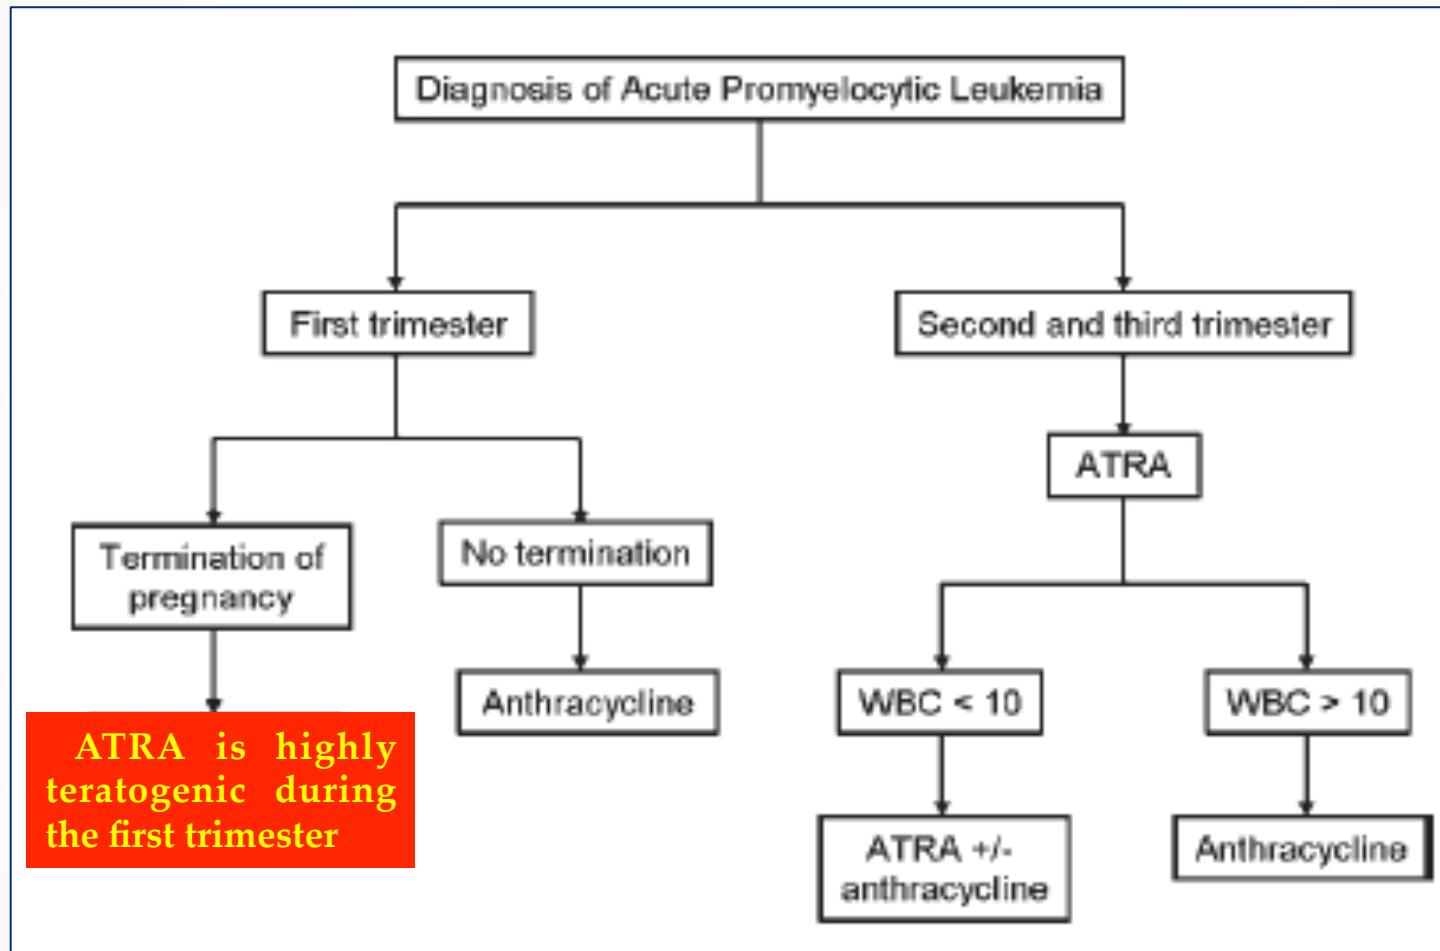 Diagnosis of Acute Promyelocytic Leukemia
First trimester
Second and third trimester
ATRA
Termination of
pregnancy
No termination
Anthracycline
WBC < 10
WBC > 10
ATRA is highly
teratogenic during
the first trimester
ATRA +/-
anthracycline
Anthracycline